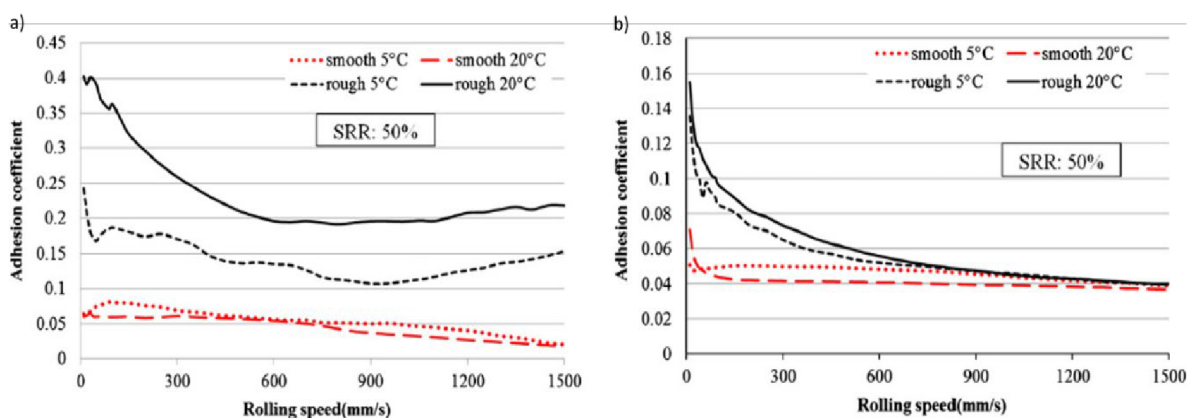 a)
0.45
0.4
0.35
0.3
0.25
0.2
0.15
0.1
0.05
0
Adhesion coefficient
smooth 5°C smooth 20°C
rough 5°C rough 20°C
SRR: 50%
0 300 600 900 1200 1500
Rolling speed(mm/s)
b)
0.18
0.16
0.14
0.12
0.1
0.08
0.06
0.04
0.02
0
Adhesion coefficient
smooth 5°C smooth 20°C
rough 5°C rough 20°C
SRR: 50%
0 300 600 900 1200 1500
Rolling speed(mm/s)